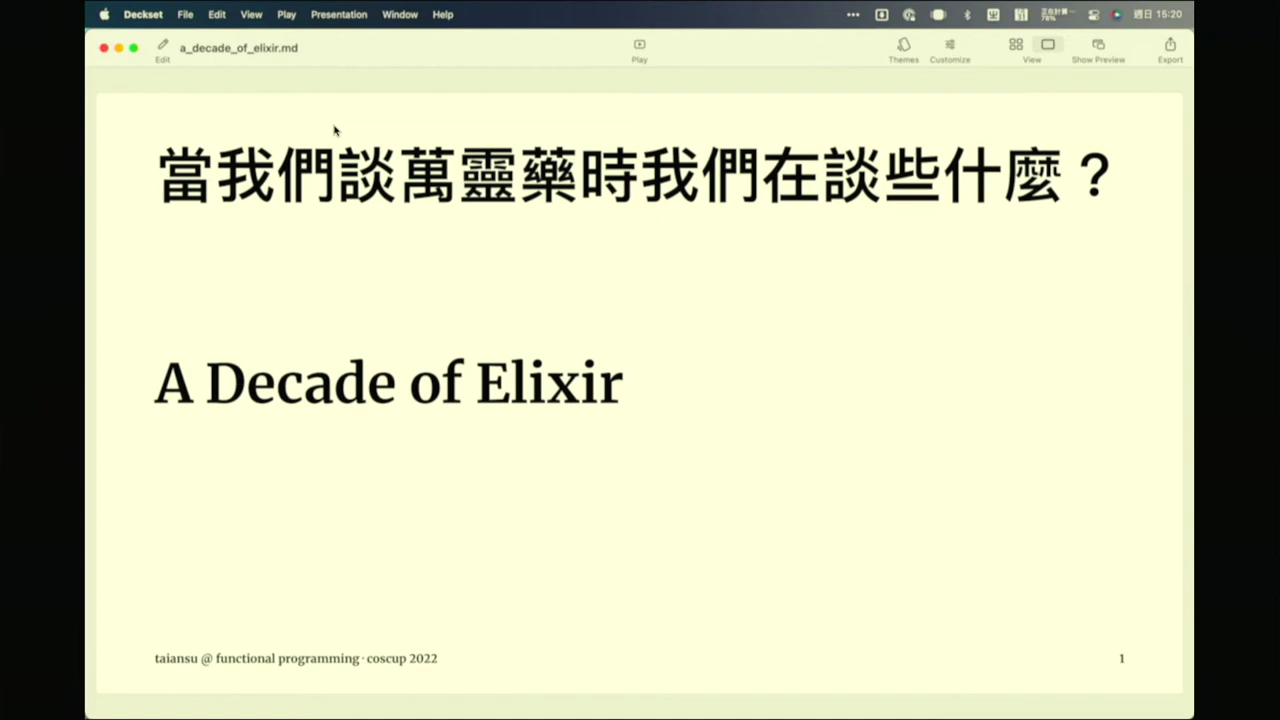 Deckset File Edit View Play Presentation Window Help
78%
週日 15:20
a_decade_of_elixir.md
Edit
Play
Themes
Customize
View
Show Preview
Export
當我們談萬靈藥時我們在談些什麼？
A Decade of Elixir
taiansu @ functional programming · coscup 2022
1